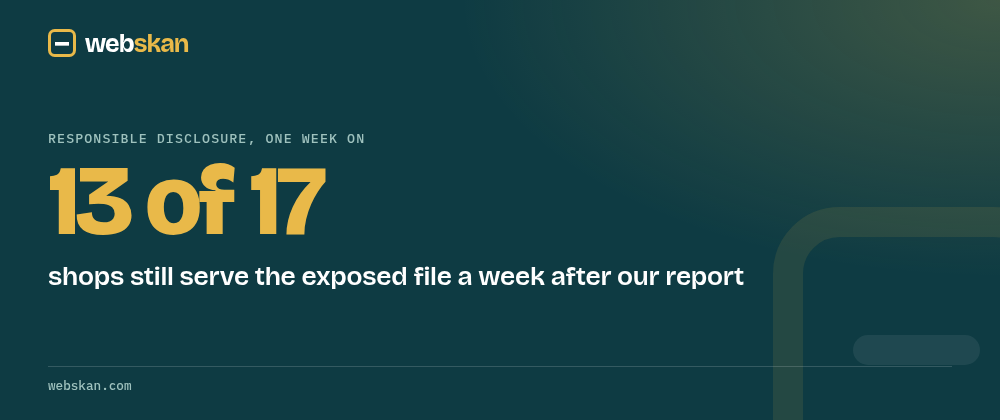 webskan
RESPONSIBLE DISCLOSURE, ONE WEEK ON
13 of 17
shops still serve the exposed file a week after our report
webskan.com